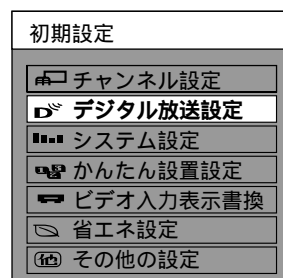 初期設定
チャンネル設定
デジタル放送設定
システム設定
かんたん設置設定
ビデオ入力表示書換
省エネ設定
その他の設定